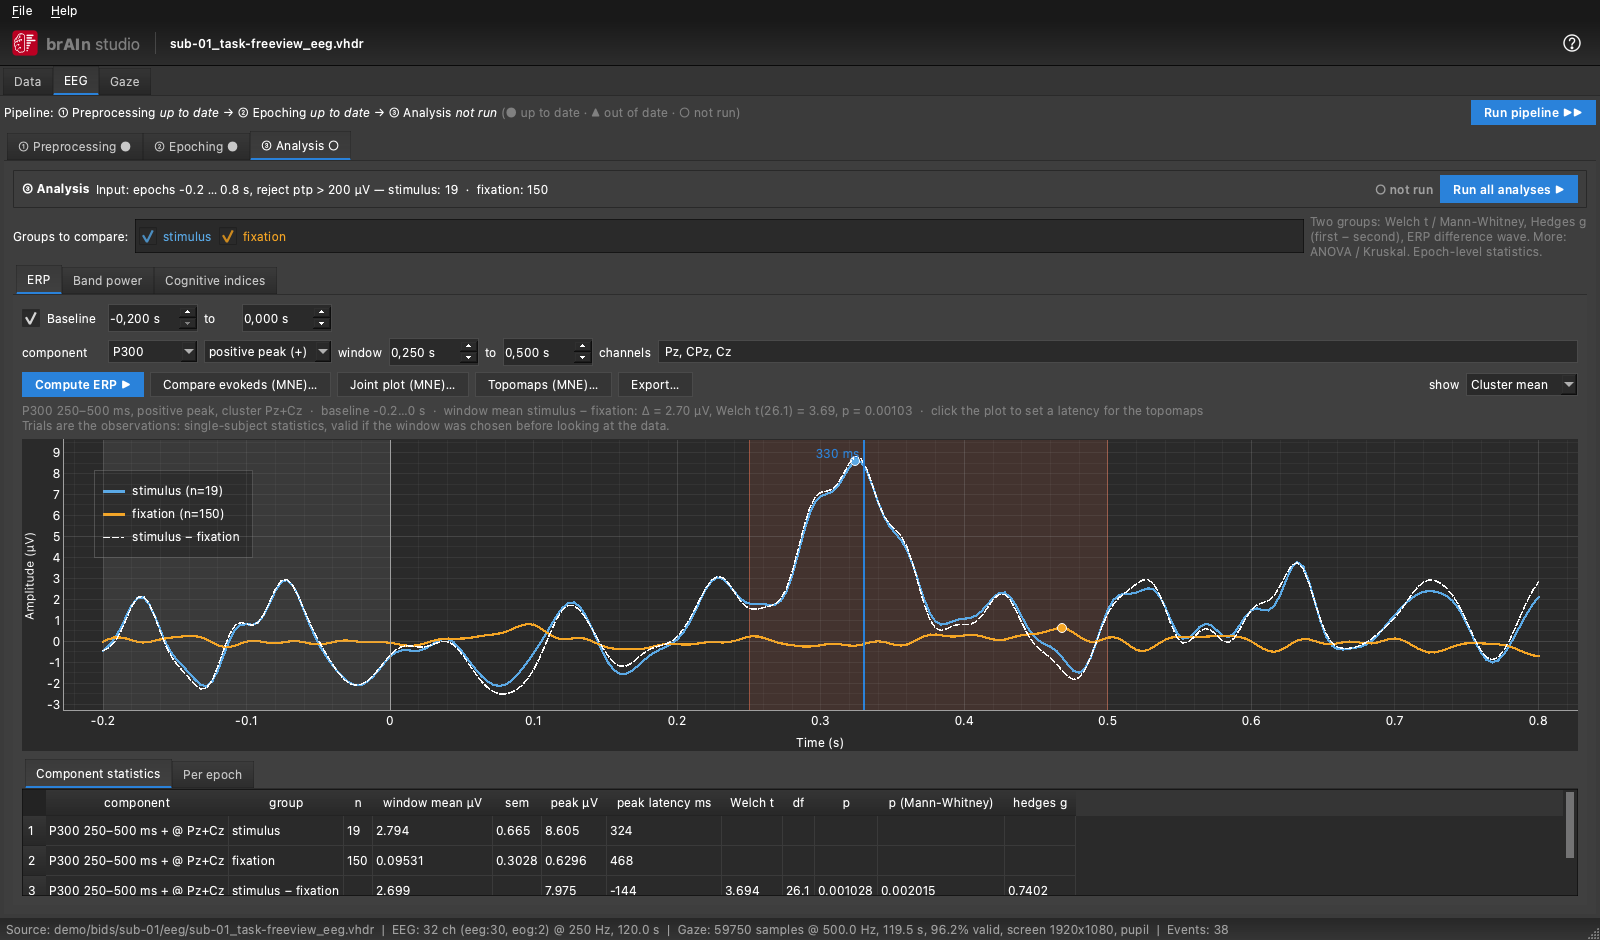 File Help
brAIn studio sub-01_task-freeview_eeg.vhdr
Data EEG Gaze
Pipeline: ① Preprocessing up to date → ② Epoching up to date → ③ Analysis not run (● up to date · ▲ out of date · ○ not run)
Run pipeline ▶▶
① Preprocessing ● ② Epoching ● ③ Analysis ○
③ Analysis Input: epochs -0.2 ... 0.8 s, reject ptp > 200 µV — stimulus: 19 · fixation: 150
○ not run Run all analyses ▶
Groups to compare: stimulus fixation
Two groups: Welch t / Mann-Whitney, Hedges g
(first – second), ERP difference wave. More:
ANOVA / Kruskal. Epoch-level statistics.
ERP Band power Cognitive indices
Baseline -0,200 s to 0,000 s
component P300 positive peak (+) window 0,250 s to 0,500 s channels Pz, CPz, Cz
Compute ERP ▶ Compare evokeds (MNE)... Joint plot (MNE)... Topomaps (MNE)... Export... show Cluster mean
P300 250–500 ms, positive peak, cluster Pz+Cz · baseline -0.2...0 s · window mean stimulus – fixation: Δ = 2.70 µV, Welch t(26.1) = 3.69, p = 0.00103 · click the plot to set a latency for the topomaps
Trials are the observations: single-subject statistics, valid if the window was chosen before looking at the data.
9
8
7
6
5
4
3
2
1
0
-1
-2
-3
Amplitude (µV)
330 ms
stimulus (n=19)
fixation (n=150)
stimulus – fixation
-0.2 -0.1 0 0.1 0.2 0.3 0.4 0.5 0.6 0.7 0.8
Time (s)
Component statistics Per epoch
component group n window mean µV sem peak µV peak latency ms Welch t df p p (Mann-Whitney) hedges g
1 P300 250–500 ms + @ Pz+Cz stimulus 19 2.794 0.665 8.605 324
2 P300 250–500 ms + @ Pz+Cz fixation 150 0.09531 0.3028 0.6296 468
3 P300 250–500 ms + @ Pz+Cz stimulus – fixation 2.699 7.975 -144 3.694 26.1 0.001028 0.002015 0.7402
Source: demo/bids/sub-01/eeg/sub-01_task-freeview_eeg.vhdr | EEG: 32 ch (eeg:30, eog:2) @ 250 Hz, 120.0 s | Gaze: 59750 samples @ 500.0 Hz, 119.5 s, 96.2% valid, screen 1920x1080, pupil | Events: 38